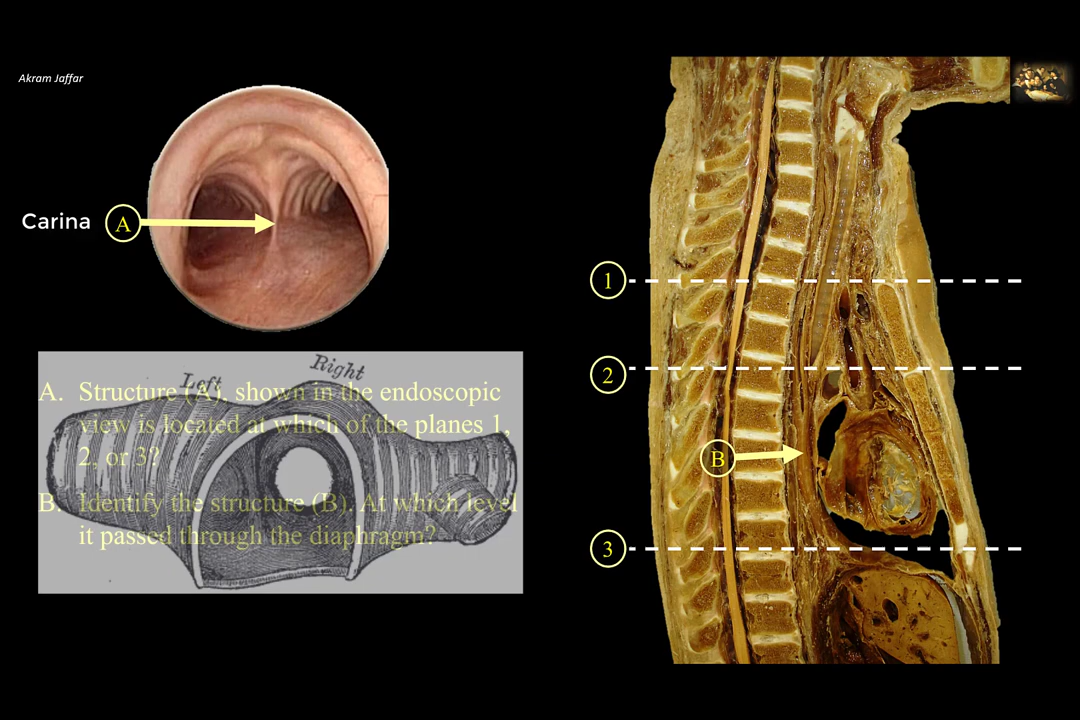 Akram Jaffar
Carina
A
Left
Right
A. Structure (A), shown in the endoscopic
view is located at which of the planes 1,
2, or 3?
B. Identify the structure (B). At which level
it passed through the diaphragm?
1
2
B
3